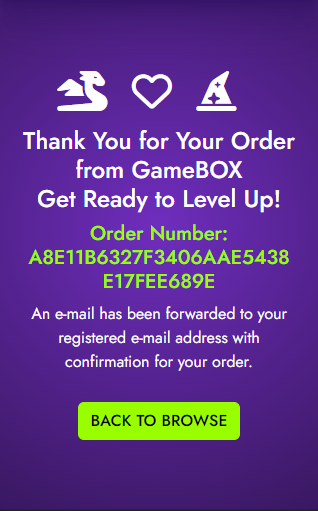 Thank You for Your Order
from GameBOX
Get Ready to Level Up!
Order Number:
A8E11B6327F3406AAE5438
E17FEE689E
An e-mail has been forwarded to your
registered e-mail address with
confirmation for your order.
BACK TO BROWSE